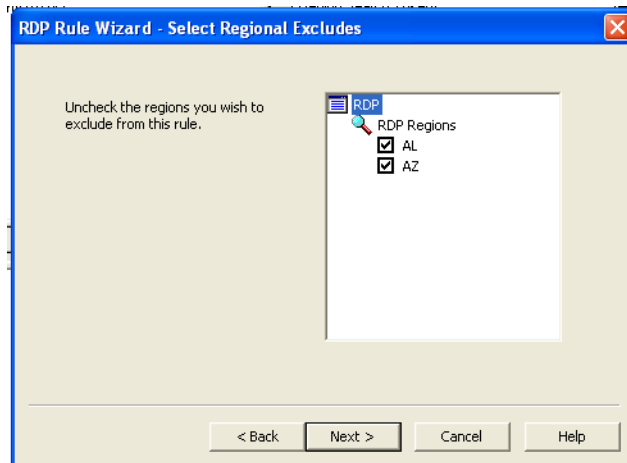 RDP Rule Wizard - Select Regional Excludes
Uncheck the regions you wish to
exclude from this rule.
RDP
RDP Regions
AL
AZ
< Back
Next >
Cancel
Help